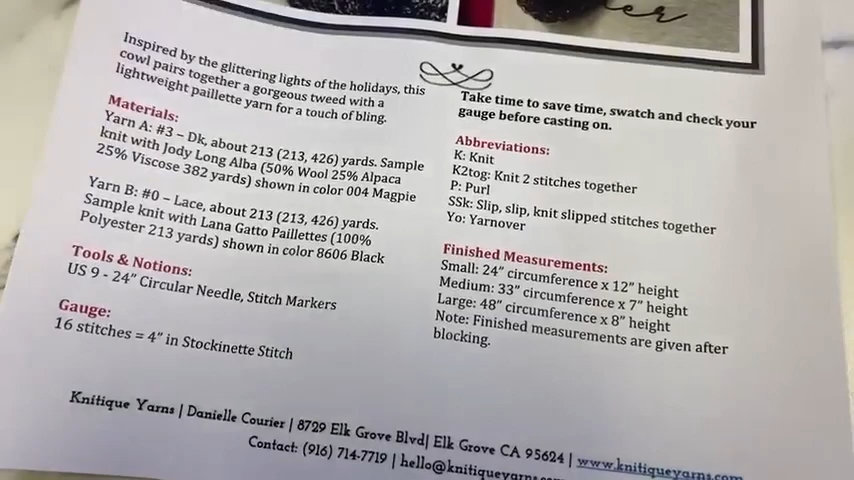 Inspired by the glittering lights of the holidays, this
cowl pairs together a gorgeous tweed with a
lightweight paillette yarn for a touch of bling.
Materials:
Yarn A: #3 – Dk, about 213 (213, 426) yards. Sample
knit with Jody Long Alba (50% Wool 25% Alpaca
25% Viscose 382 yards) shown in color 004 Magpie
Yarn B: #0 – Lace, about 213 (213, 426) yards.
Sample knit with Lana Gatto Paillettes (100%
Polyester 213 yards) shown in color 8606 Black
Tools & Notions:
US 9 - 24” Circular Needle, Stitch Markers
Gauge:
16 stitches = 4” in Stockinette Stitch
Take time to save time, swatch and check your
gauge before casting on.
Abbreviations:
K: Knit
K2tog: Knit 2 stitches together
P: Purl
SSk: Slip, slip, knit slipped stitches together
Yo: Yarnover
Finished Measurements:
Small: 24” circumference x 12” height
Medium: 33” circumference x 7” height
Large: 48” circumference x 8” height
Note: Finished measurements are given after
blocking.
Knitique Yarns | Danielle Courier | 8729 Elk Grove Blvd| Elk Grove CA 95624 | www.knitiqueyarns.com
Contact: (916) 714-7719 | hello@knitiqueyarns.com